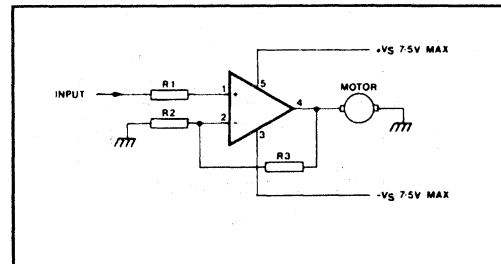 +VS 7·5V MAX
MOTOR
INPUT
R1
1
+
5
4
R2
2
-
3
R3
-VS 7·5V MAX